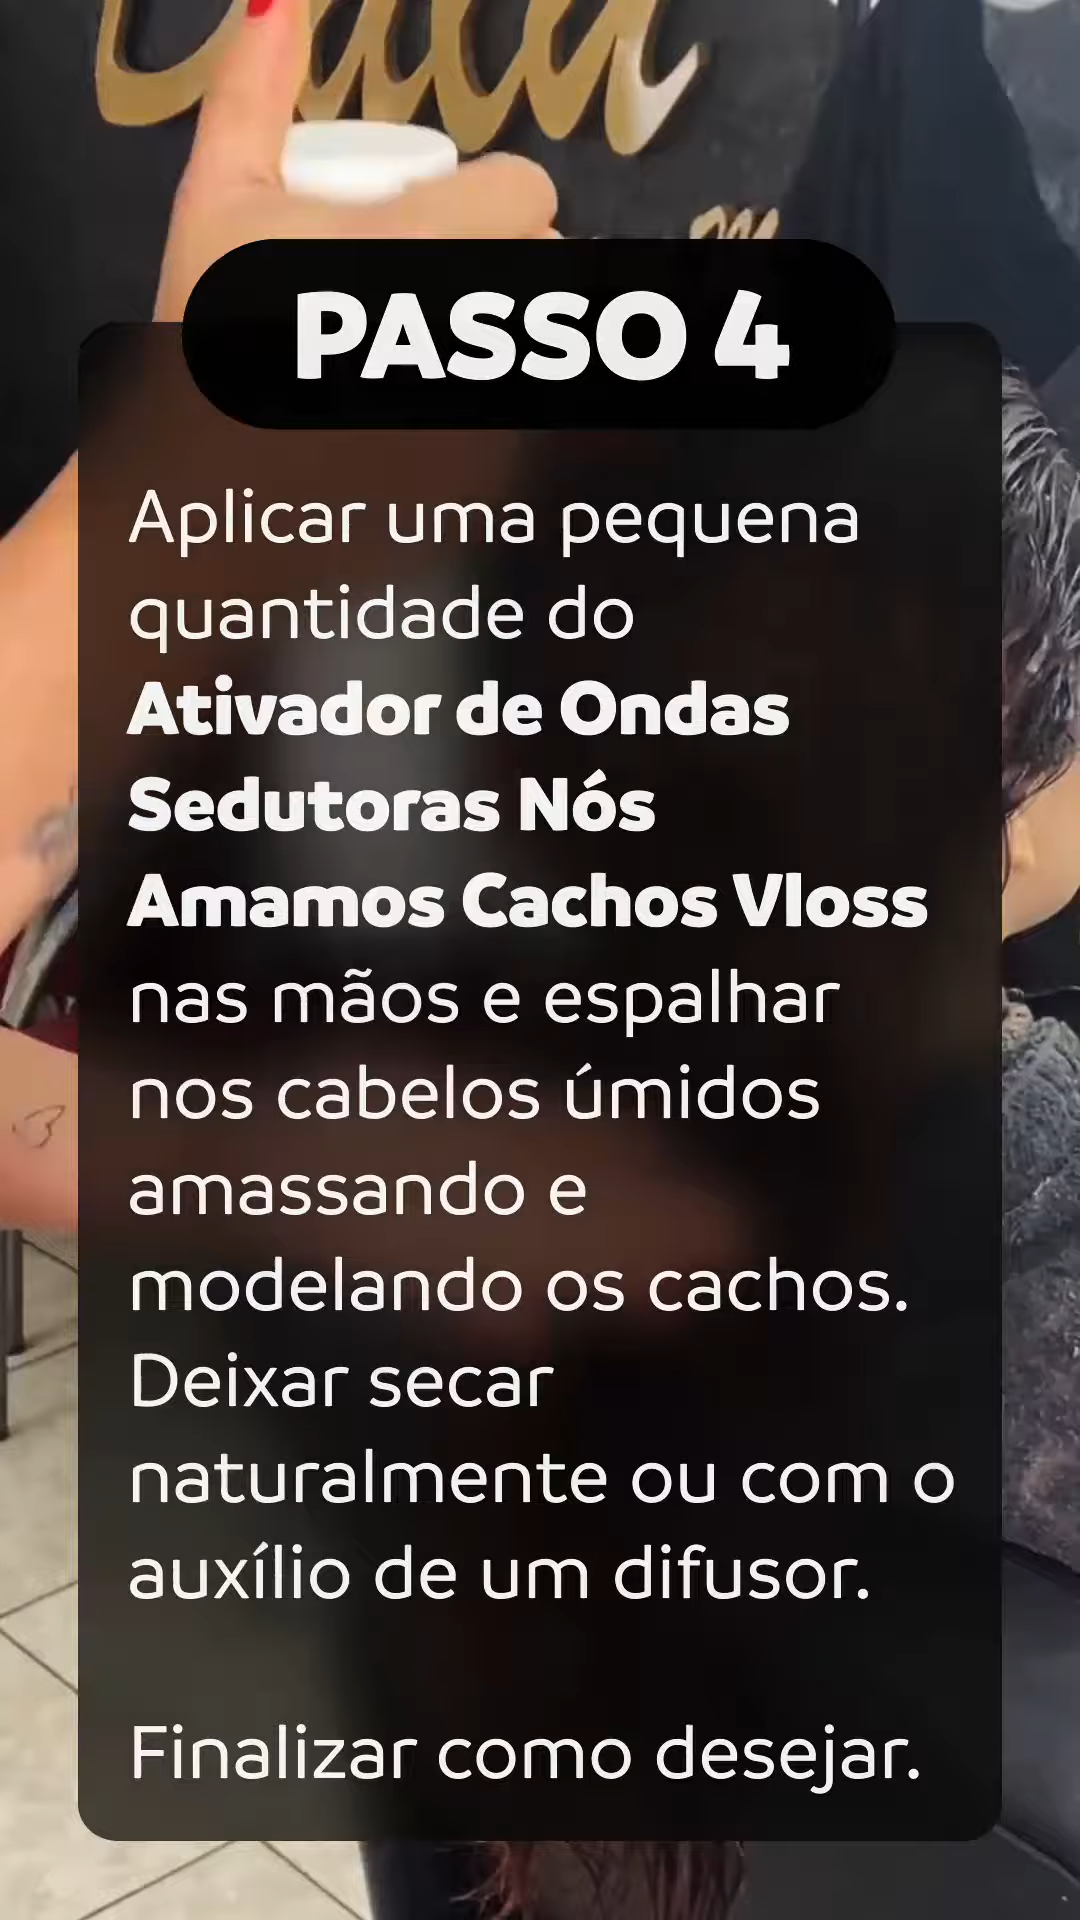 PASSO 4
Aplicar uma pequena
quantidade do
Ativador de Ondas
Sedutoras Nós
Amamos Cachos Vloss
nas mãos e espalhar
nos cabelos úmidos
amassando e
modelando os cachos.
Deixar secar
naturalmente ou com o
auxílio de um difusor.
Finalizar como desejar.